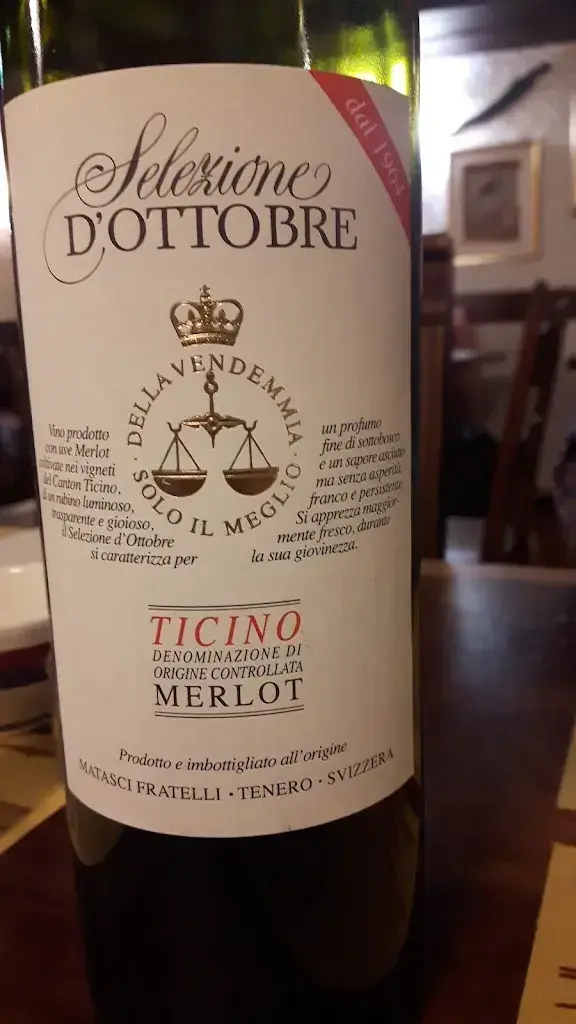 Selezione
D'OTTOBRE
dal 1964
DELLA VENDEMMIA
SOLO IL MEGLIO
Vino prodotto
con uve Merlot
coltivate nei vigneti
del Canton Ticino,
di un rubino luminoso,
trasparente e gioioso,
il Selezione d'Ottobre
si caratterizza per
un profumo
fine di sottobosco
e un sapore asciutto
ma senza asperità,
franco e persistente
Si apprezza maggior-
mente fresco, durante
la sua giovinezza.
TICINO
DENOMINAZIONE DI
ORIGINE CONTROLLATA
MERLOT
Prodotto e imbottigliato all'origine
MATASCI FRATELLI · TENERO · SVIZZERA